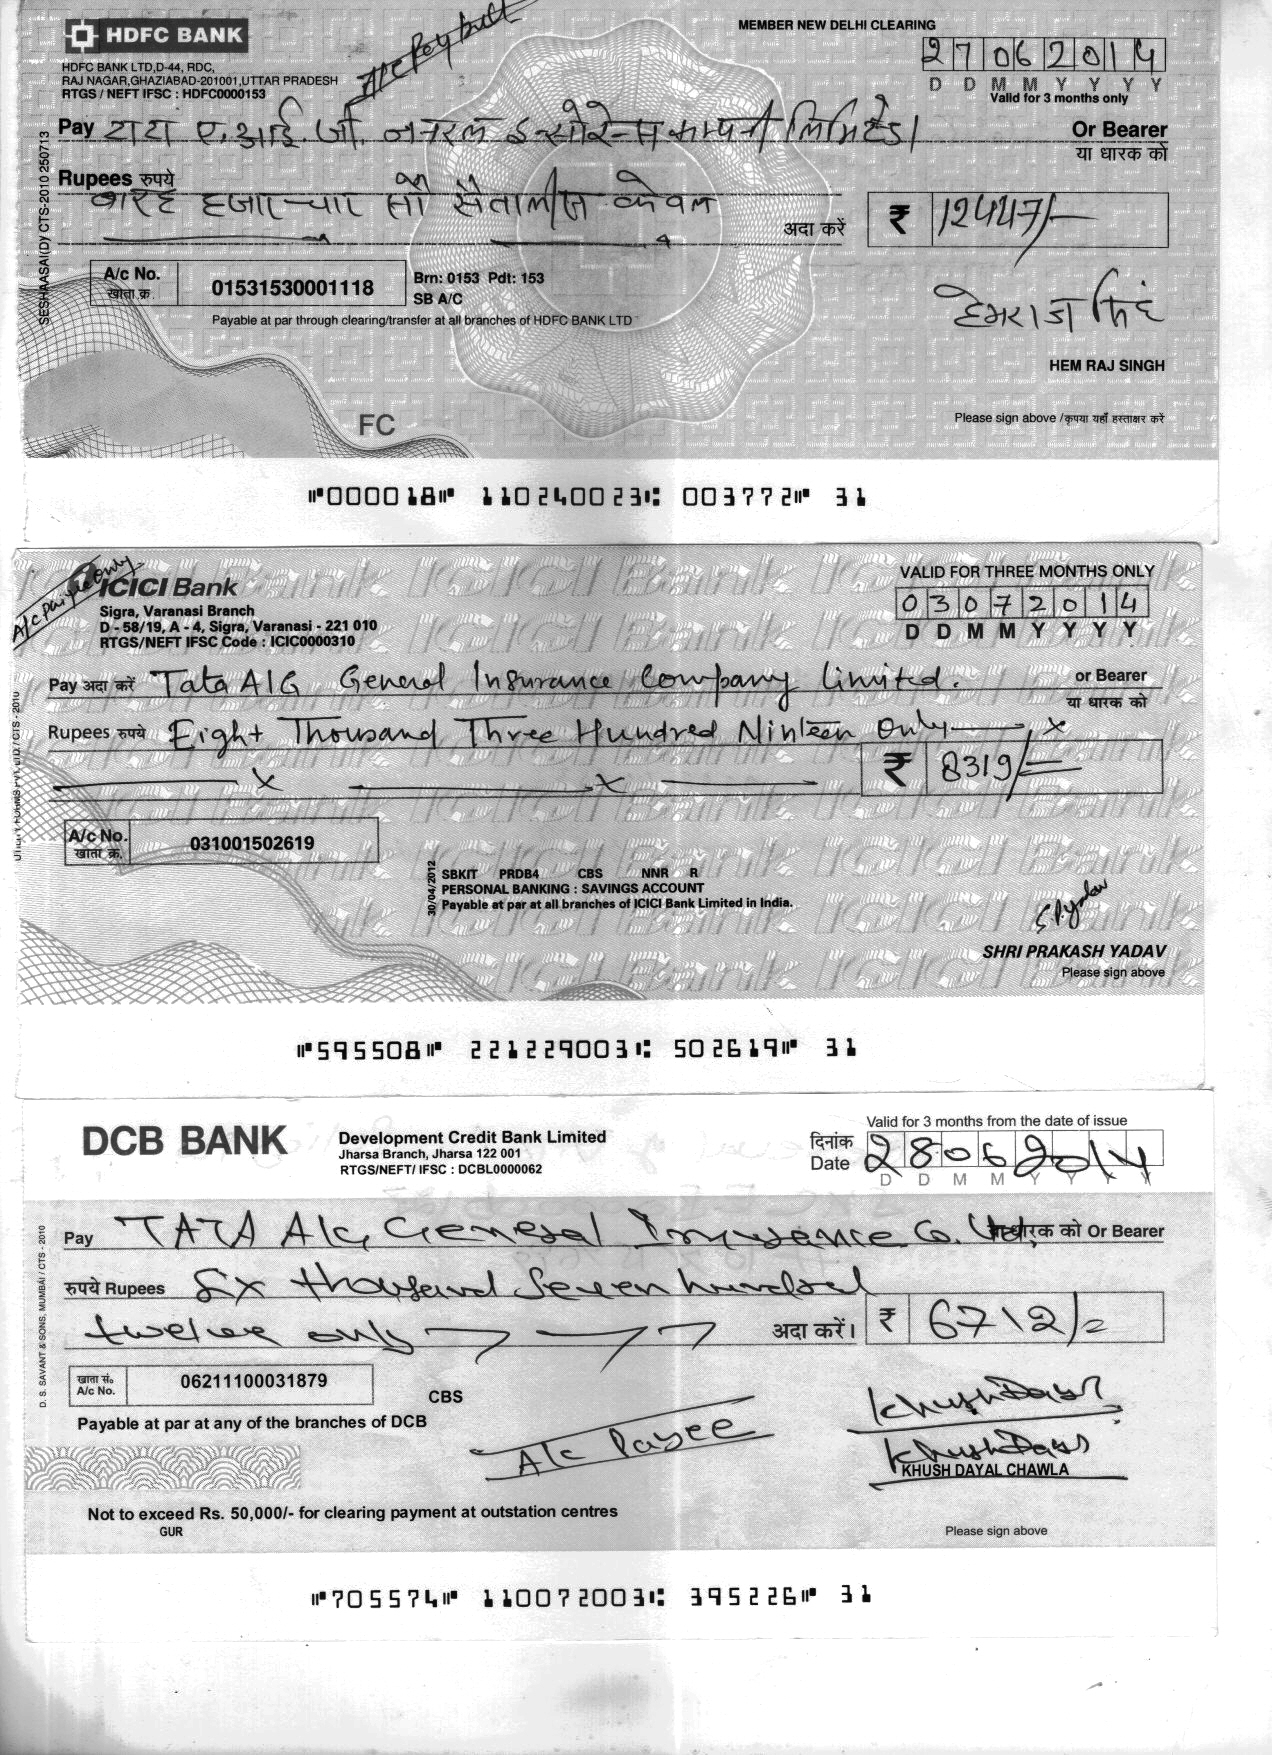 HDFC BANK
A/c Pay
MEMBER NEW DELHI CLEARING
27062014
D D M M Y Y Y Y
Valid for 3 months only
HDFC BANK LTD,D-44, RDC,
RAJ NAGAR,GHAZIABAD-201001,UTTAR PRADESH
RTGS / NEFT IFSC : HDFC0000153
Pay टाटा ए. आई. जी. जनरल इन्सोरेन्स कम्पनी लिमिटेड। Or Bearer
या धारक को
Rupees रुपये
बारह हजार चार सौ सैतालीस केवल
अदा करें ₹ 12447/-
A/c No. 01531530001118
खाता क्र.
Brn: 0153 Pdt: 153
SB A/C
Payable at par through clearing/transfer at all branches of HDFC BANK LTD
SESHAASAI(D) CTS-2010 250713
हेमराज सिंह
HEM RAJ SINGH
FC
Please sign above /कृपया यहाँ हस्ताक्षर करें
⑈000018⑈ 110240023⑆ 003772⑈ 31
A/c payee only
ICICI Bank
VALID FOR THREE MONTHS ONLY
03072014
D D M M Y Y Y Y
Sigra, Varanasi Branch
D - 58/19, A - 4, Sigra, Varanasi - 221 010
RTGS/NEFT IFSC Code : ICIC0000310
Pay अदा करें Tata AIG General Insurance Company Limited. or Bearer
या धारक को
Rupees रुपये Eight Thousand Three Hundred Ninteen Only x
x x ₹ 8319/=
A/c No. 031001502619
खाता क्र.
30/04/2012
SBKIT PRDB4 CBS NNR R
PERSONAL BANKING : SAVINGS ACCOUNT
Payable at par at all branches of ICICI Bank Limited in India.
S.P.yadav
SHRI PRAKASH YADAV
Please sign above
⑈595508⑈ 221229003⑆ 502619⑈ 31
DCB BANK
Development Credit Bank Limited
Jharsa Branch, Jharsa 122 001
RTGS/NEFT/ IFSC : DCBL0000062
Valid for 3 months from the date of issue
दिनांक
Date 28062014
D D M M Y Y Y Y
Pay TATA AIG General Insurance Co. Ltd. या धारक को Or Bearer
रुपये Rupees Six thousand Seven hundred
twelve only अदा करें। ₹ 6712/=
खाता सं.
A/c No. 06211100031879
CBS
Payable at par at any of the branches of DCB
A/c Payee
D. S. SAVANT & SONS, MUMBAI / CTS - 2010
Khush Dayal
Khush Dayal
KHUSH DAYAL CHAWLA
Not to exceed Rs. 50,000/- for clearing payment at outstation centres
GUR
Please sign above
⑈705574⑈ 110072003⑆ 395226⑈ 31